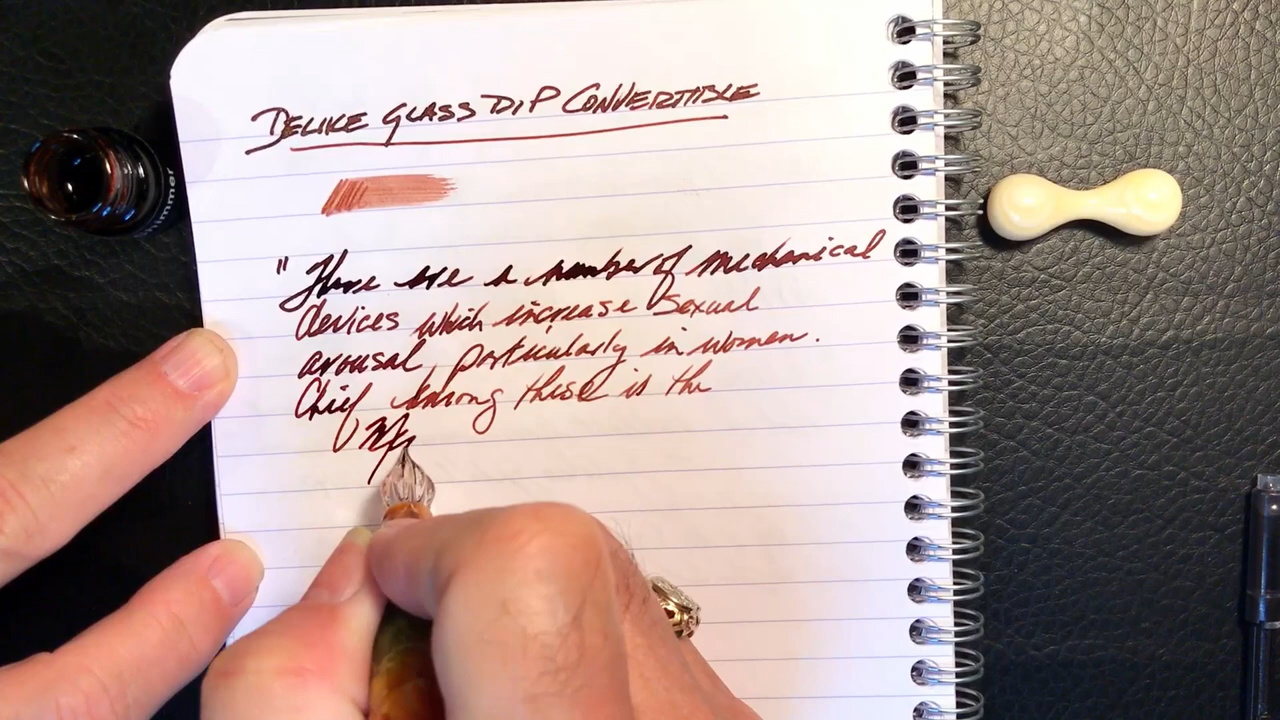 DELIKE GLASS DIP CONVERTIBLE
himmer
"There are a number of mechanical
devices which increase sexual
arousal particularly in women.
Chief among these is the